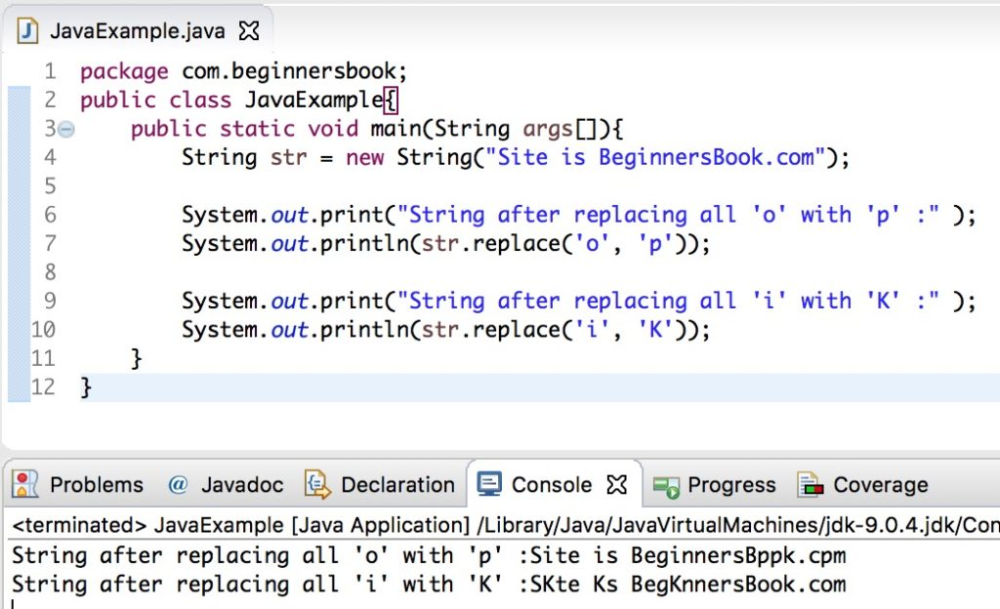 JavaExample.java
1 package com.beginnersbook;
2 public class JavaExample{
3 public static void main(String args[]){
4 String str = new String("Site is BeginnersBook.com");
5
6 System.out.print("String after replacing all 'o' with 'p' :" );
7 System.out.println(str.replace('o', 'p'));
8
9 System.out.print("String after replacing all 'i' with 'K' :" );
10 System.out.println(str.replace('i', 'K'));
11 }
12 }
Problems @ Javadoc Declaration Console Progress Coverage
<terminated> JavaExample [Java Application] /Library/Java/JavaVirtualMachines/jdk-9.0.4.jdk/Con
String after replacing all 'o' with 'p' :Site is BeginnersBppk.cpm
String after replacing all 'i' with 'K' :SKte Ks BegKnnersBook.com